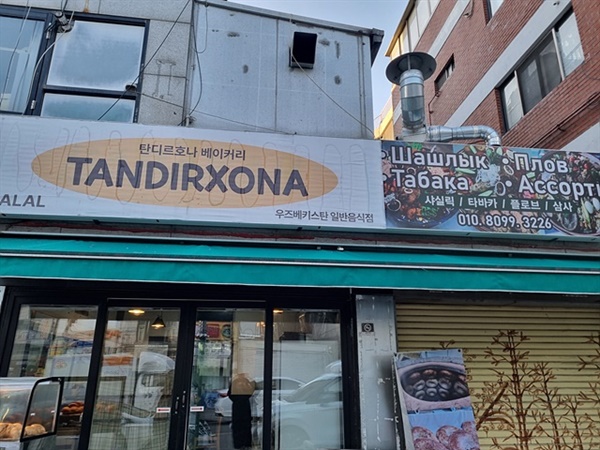 탄디르호나 베이커리
TANDIRXONA
ALAL
우즈베키스탄 일반음식점
• Шашлык • Плов
Табака • Ассорти
샤실릭 / 타바카 / 플로브 / 삼사
010. 8099. 3226